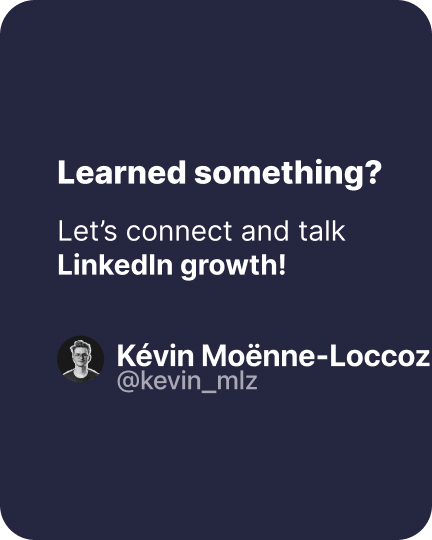 Learned something?
Let’s connect and talk
LinkedIn growth!
Kévin Moënne-Loccoz
@kevin_mlz